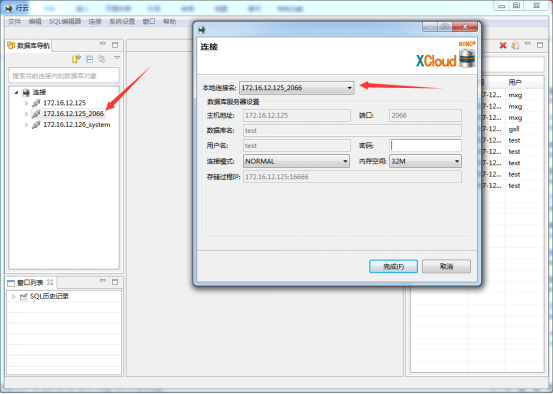 行云
文件 编辑 SQL编辑器 连接 系统设置 窗口 帮助
数据库导航
搜索当前连接内的数据库对象
连接
172.16.12.125
172.16.12.125_2066
172.16.12.126_system
窗口列表
SQL历史记录
连接
BONC
XCloud
本地连接名: 172.16.12.125_2066
数据库服务器设置
主机地址: 172.16.12.125 端口: 2066
数据库名: test
用户名: test 密码:
连接模式: NORMAL 内存空间: 32M
存储过程IP: 172.16.12.125:16666
完成(F) 取消
用户
7-12... mxg
7-12... mxg
7-12... gxll
7-12... test
7-12... test
7-12... test
7-12... test
7-12... test
7-12... test